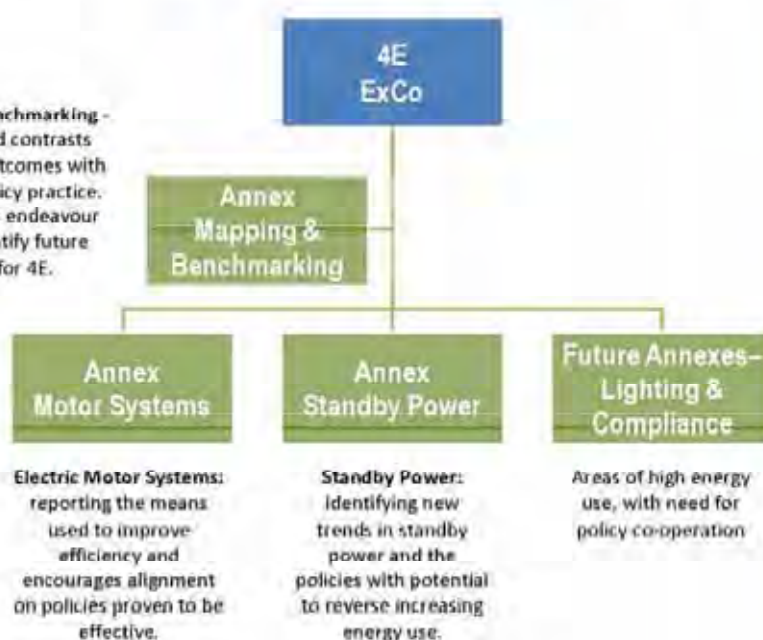 4E
ExCo
nchmarking -
d contrasts
tcomes with
icy practice.
endeavour
tify future
for 4E.
Annex
Mapping &
Benchmarking
Annex
Motor Systems
Annex
Standby Power
Future Annexes–
Lighting &
Compliance
Electric Motor Systems:
reporting the means
used to improve
efficiency and
encourages alignment
on policies proven to be
effective.
Standby Power:
identifying new
trends in standby
power and the
policies with potential
to reverse increasing
energy use.
Areas of high energy
use, with need for
policy co-operation